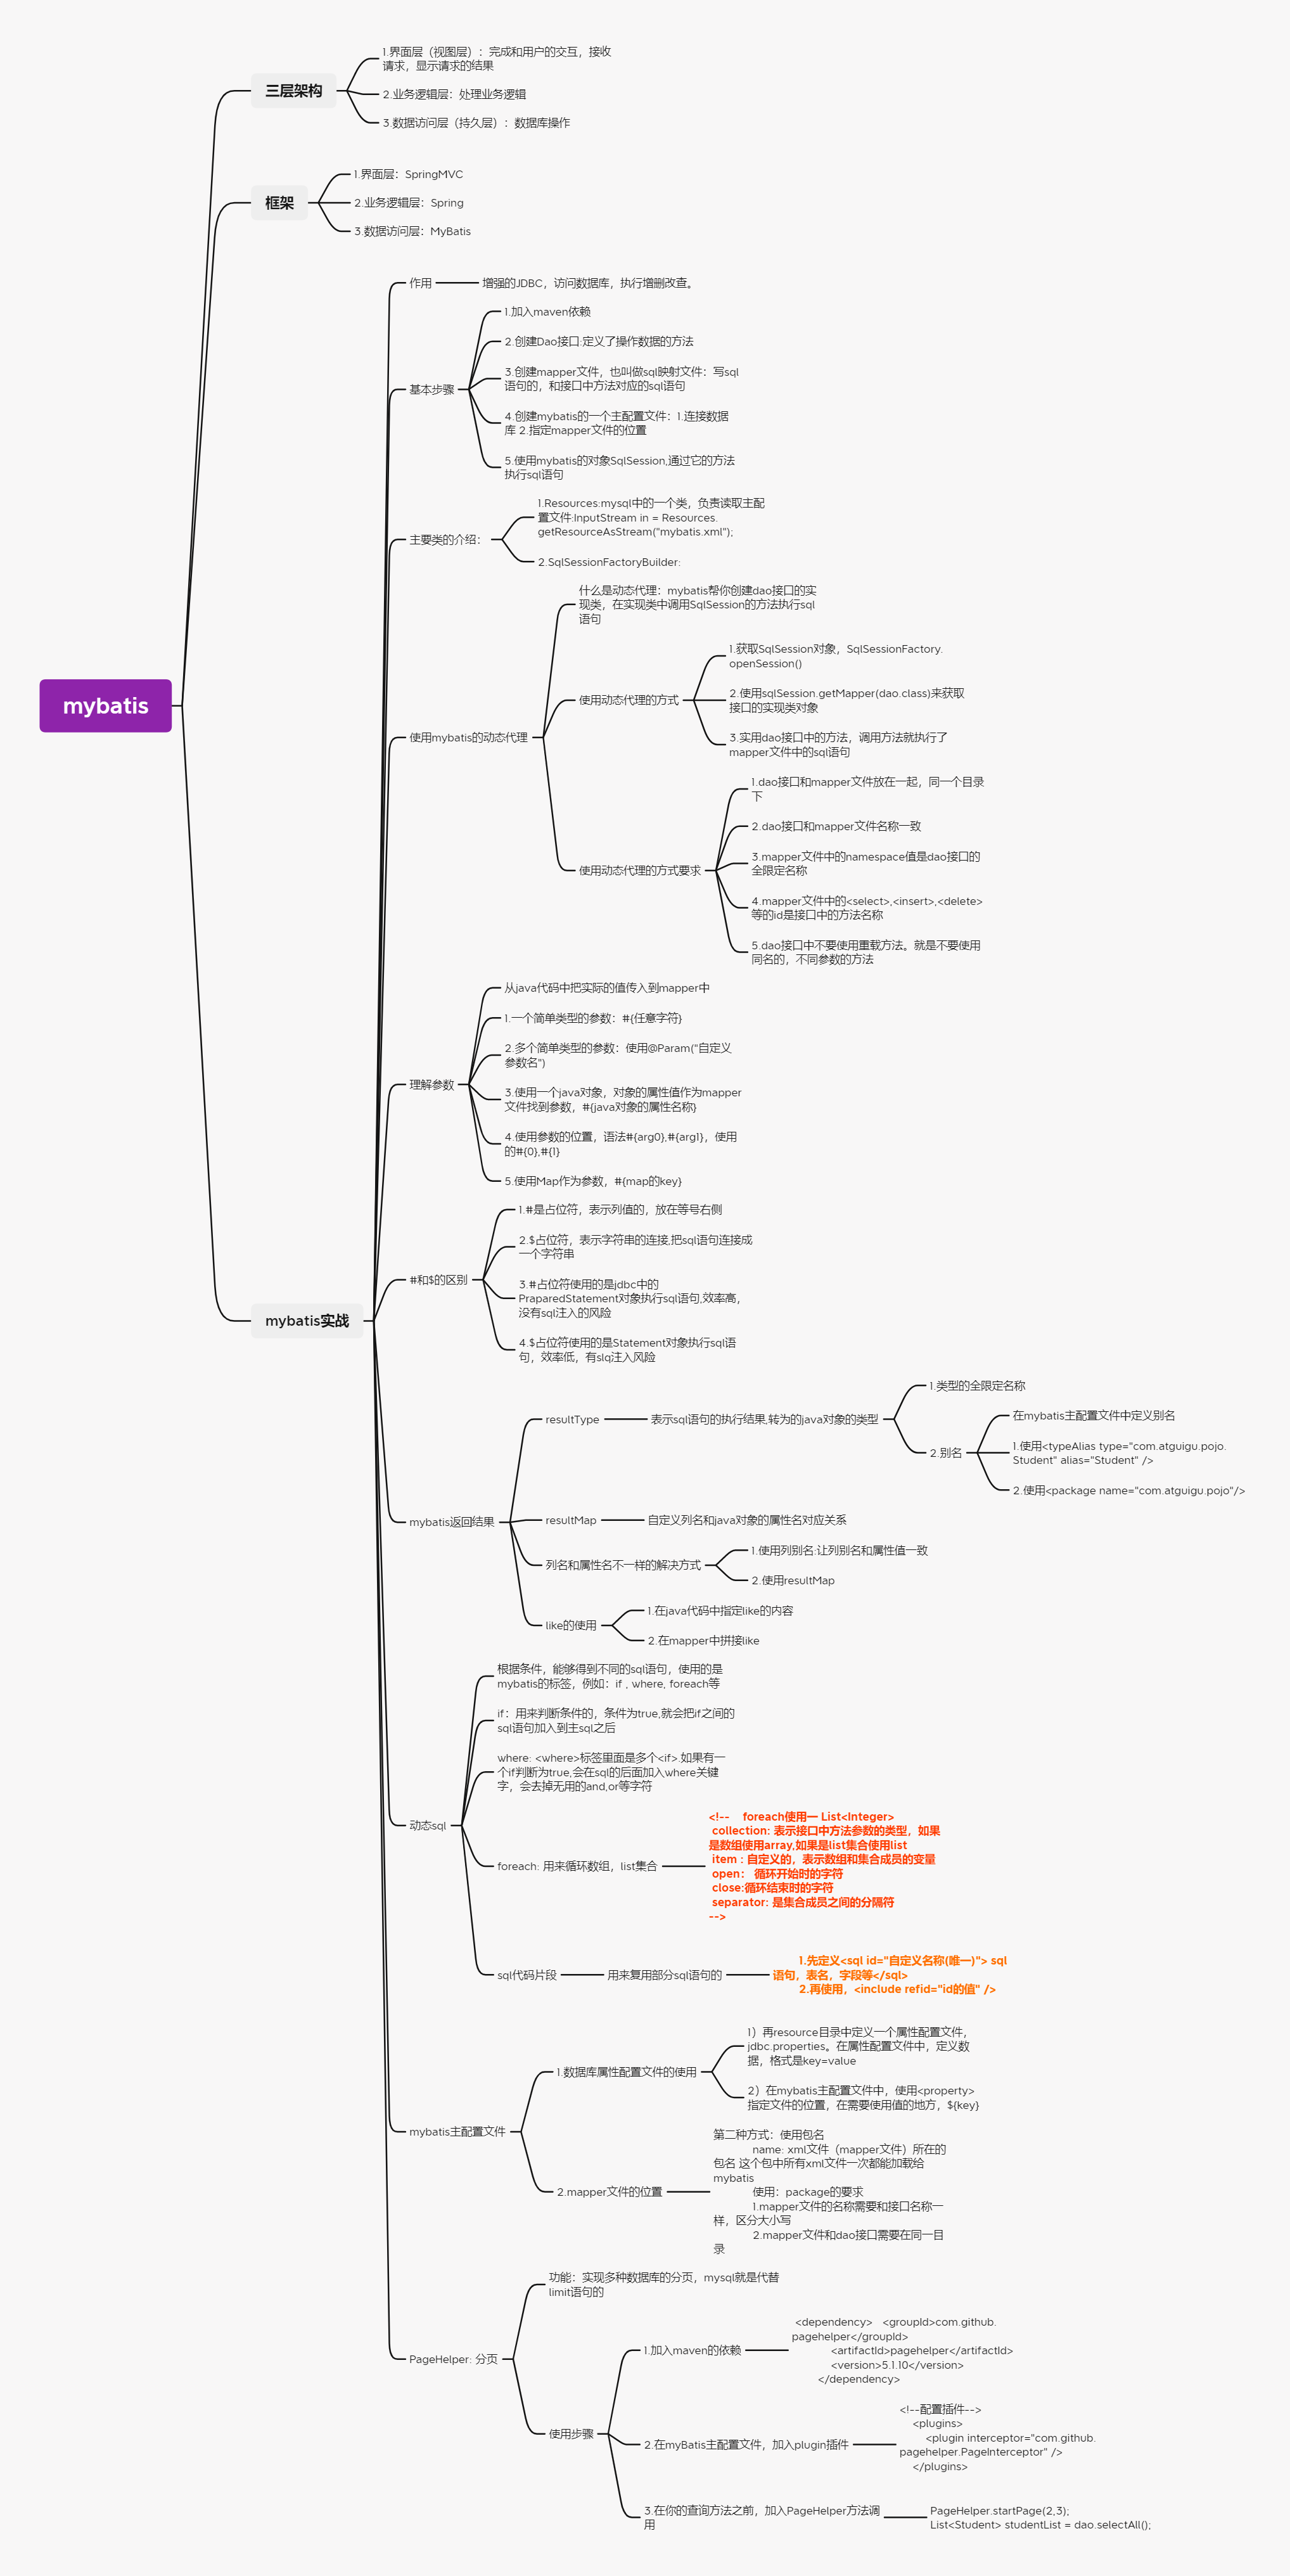 mybatis
三层架构
1.界面层（视图层）：完成和用户的交互，接收
请求，显示请求的结果
2.业务逻辑层：处理业务逻辑
3.数据访问层（持久层）：数据库操作
框架
1.界面层：SpringMVC
2.业务逻辑层：Spring
3.数据访问层：MyBatis
mybatis实战
作用
增强的JDBC，访问数据库，执行增删改查。
基本步骤
1.加入maven依赖
2.创建Dao接口:定义了操作数据的方法
3.创建mapper文件，也叫做sql映射文件：写sql
语句的，和接口中方法对应的sql语句
4.创建mybatis的一个主配置文件：1.连接数据
库 2.指定mapper文件的位置
5.使用mybatis的对象SqlSession,通过它的方法
执行sql语句
主要类的介绍：
1.Resources:mysql中的一个类，负责读取主配
置文件:InputStream in = Resources.
getResourceAsStream("mybatis.xml");
2.SqlSessionFactoryBuilder:
使用mybatis的动态代理
什么是动态代理：mybatis帮你创建dao接口的实
现类，在实现类中调用SqlSession的方法执行sql
语句
使用动态代理的方式
1.获取SqlSession对象，SqlSessionFactory.
openSession()
2.使用sqlSession.getMapper(dao.class)来获取
接口的实现类对象
3.实用dao接口中的方法，调用方法就执行了
mapper文件中的sql语句
使用动态代理的方式要求
1.dao接口和mapper文件放在一起，同一个目录
下
2.dao接口和mapper文件名称一致
3.mapper文件中的namespace值是dao接口的
全限定名称
4.mapper文件中的<select>,<insert>,<delete>
等的id是接口中的方法名称
5.dao接口中不要使用重载方法。就是不要使用
同名的，不同参数的方法
理解参数
从java代码中把实际的值传入到mapper中
1.一个简单类型的参数：#{任意字符}
2.多个简单类型的参数：使用@Param("自定义
参数名")
3.使用一个java对象，对象的属性值作为mapper
文件找到参数，#{java对象的属性名称}
4.使用参数的位置，语法#{arg0},#{arg1}，使用
的#{0},#{1}
5.使用Map作为参数，#{map的key}
#和$的区别
1.#是占位符，表示列值的，放在等号右侧
2.$占位符，表示字符串的连接,把sql语句连接成
一个字符串
3.#占位符使用的是jdbc中的
PraparedStatement对象执行sql语句,效率高，
没有sql注入的风险
4.$占位符使用的是Statement对象执行sql语
句，效率低，有slq注入风险
mybatis返回结果
resultType
表示sql语句的执行结果,转为的java对象的类型
1.类型的全限定名称
2.别名
在mybatis主配置文件中定义别名
1.使用<typeAlias type="com.atguigu.pojo.
Student" alias="Student" />
2.使用<package name="com.atguigu.pojo"/>
resultMap
自定义列名和java对象的属性名对应关系
列名和属性名不一样的解决方式
1.使用列别名:让列别名和属性值一致
2.使用resultMap
like的使用
1.在java代码中指定like的内容
2.在mapper中拼接like
动态sql
根据条件，能够得到不同的sql语句，使用的是
mybatis的标签，例如：if , where, foreach等
if：用来判断条件的，条件为true,就会把if之间的
sql语句加入到主sql之后
where: <where>标签里面是多个<if>.如果有一
个if判断为true,会在sql的后面加入where关键
字，会去掉无用的and,or等字符
foreach: 用来循环数组，list集合
<!--    foreach使用一 List<Integer>
collection: 表示接口中方法参数的类型，如果
是数组使用array,如果是list集合使用list
item : 自定义的，表示数组和集合成员的变量
open： 循环开始时的字符
close:循环结束时的字符
separator: 是集合成员之间的分隔符
-->
sql代码片段
用来复用部分sql语句的
1.先定义<sql id="自定义名称(唯一)"> sql
语句，表名，字段等</sql>
2.再使用，<include refid="id的值" />
mybatis主配置文件
1.数据库属性配置文件的使用
1）再resource目录中定义一个属性配置文件，
jdbc.properties。在属性配置文件中，定义数
据，格式是key=value
2）在mybatis主配置文件中，使用<property>
指定文件的位置，在需要使用值的地方，${key}
2.mapper文件的位置
第二种方式：使用包名
name: xml文件（mapper文件）所在的
包名 这个包中所有xml文件一次都能加载给
mybatis
使用：package的要求
1.mapper文件的名称需要和接口名称一
样，区分大小写
2.mapper文件和dao接口需要在同一目
录
PageHelper: 分页
功能：实现多种数据库的分页，mysql就是代替
limit语句的
使用步骤
1.加入maven的依赖
<dependency>   <groupId>com.github.
pagehelper</groupId>
<artifactId>pagehelper</artifactId>
<version>5.1.10</version>
</dependency>
2.在myBatis主配置文件，加入plugin插件
<!--配置插件-->
<plugins>
<plugin interceptor="com.github.
pagehelper.PageInterceptor" />
</plugins>
3.在你的查询方法之前，加入PageHelper方法调
用
PageHelper.startPage(2,3);
List<Student> studentList = dao.selectAll();